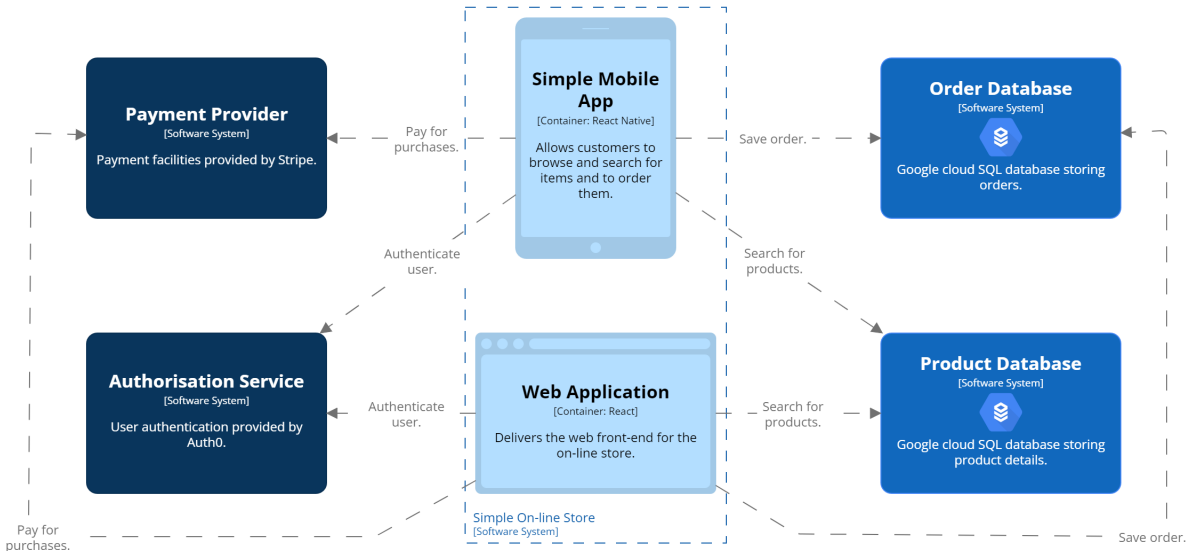 Payment Provider
[Software System]
Payment facilities provided by Stripe.
Pay for
purchases.
Simple Mobile
App
[Container: React Native]
Allows customers to
browse and search for
items and to order
them.
Save order.
Order Database
[Software System]
Google cloud SQL database storing
orders.
Authenticate
user.
Search for
products.
Authorisation Service
[Software System]
User authentication provided by
Auth0.
Authenticate
user.
Web Application
[Container: React]
Delivers the web front-end for the
on-line store.
Search for
products.
Product Database
[Software System]
Google cloud SQL database storing
product details.
Simple On-line Store
[Software System]
Pay for
purchases.
Save order.